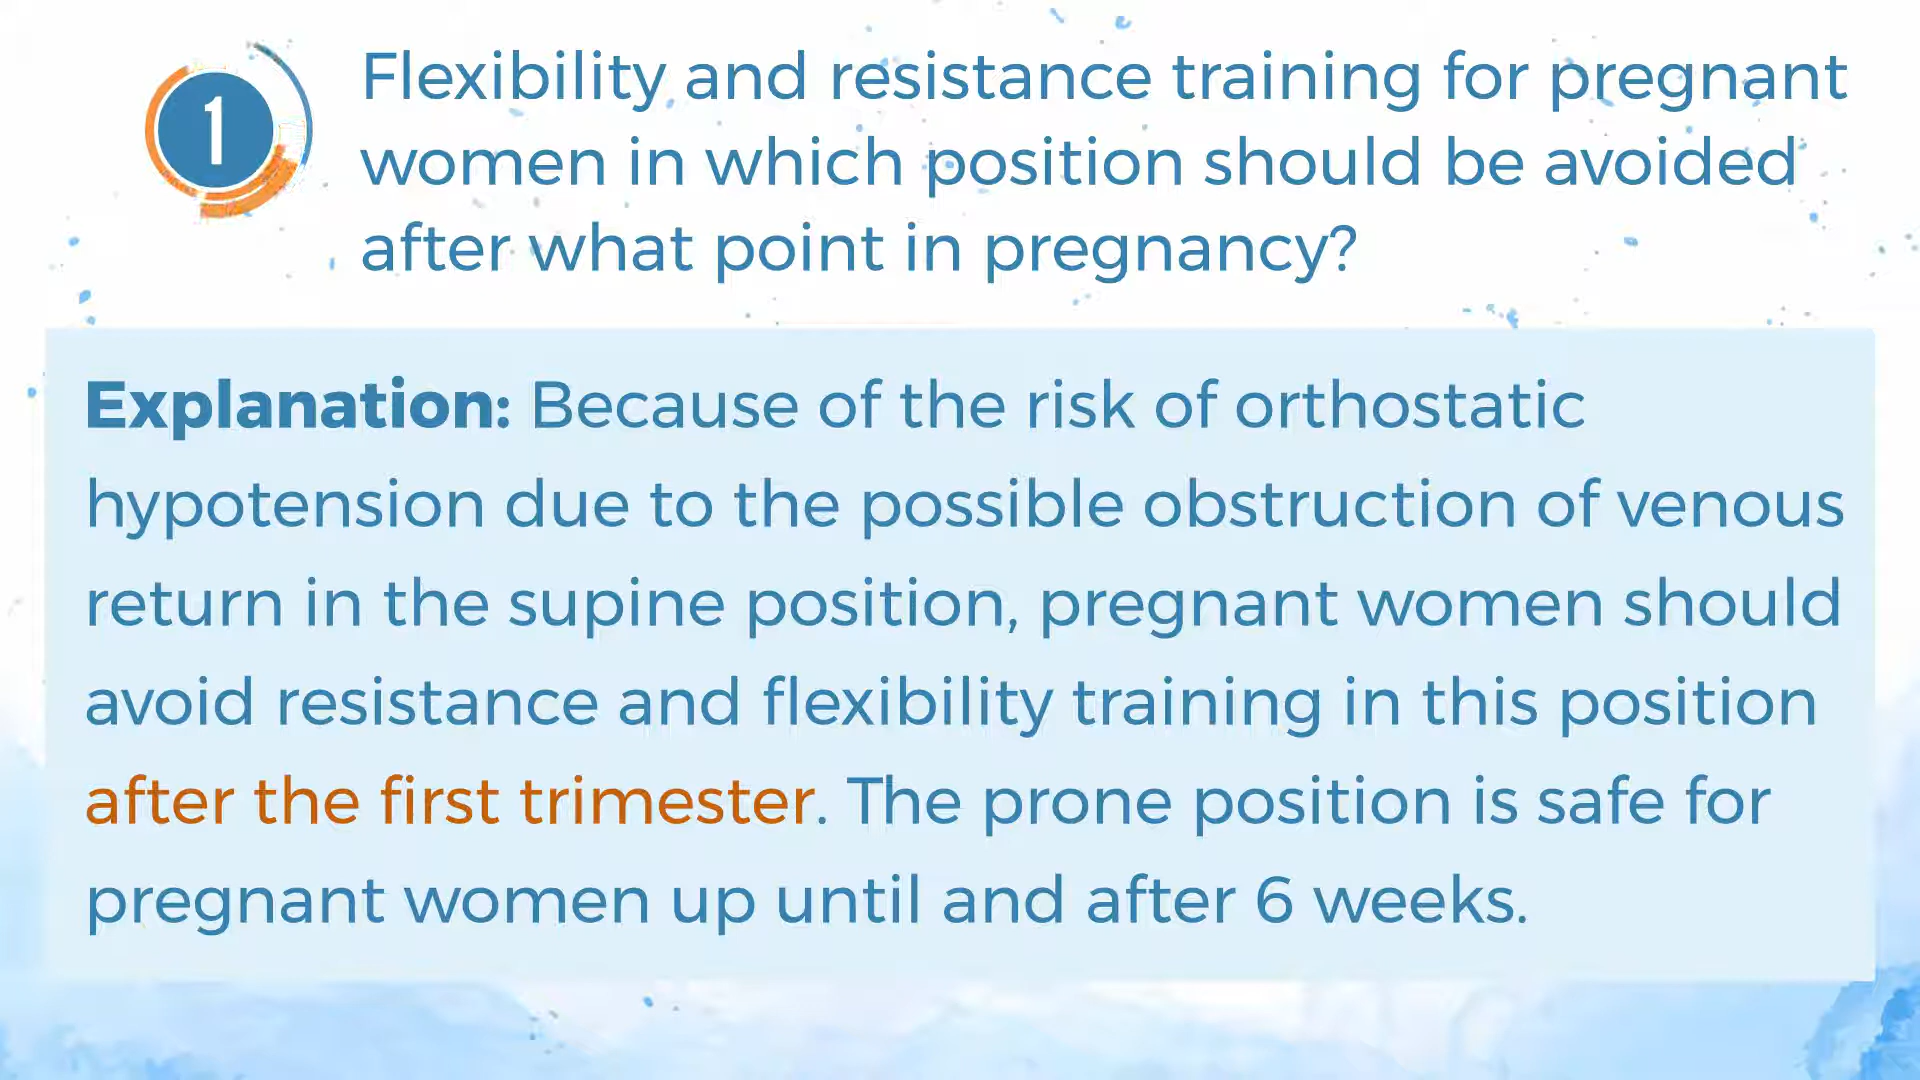 1
Flexibility and resistance training for pregnant
women in which position should be avoided
after what point in pregnancy?
Explanation: Because of the risk of orthostatic
hypotension due to the possible obstruction of venous
return in the supine position, pregnant women should
avoid resistance and flexibility training in this position
after the first trimester. The prone position is safe for
pregnant women up until and after 6 weeks.